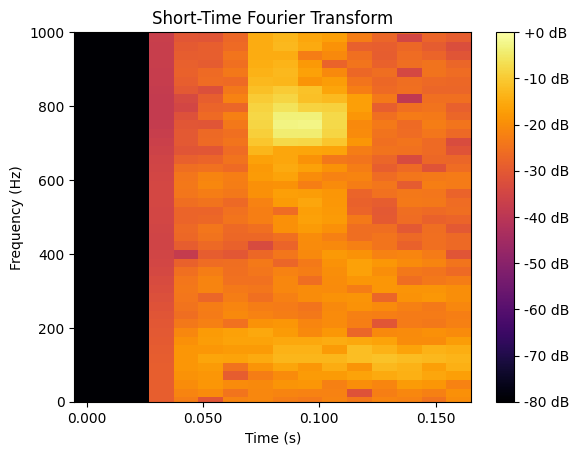 Short-Time Fourier Transform
1000
800
600
400
200
0
Frequency (Hz)
0.000
0.050
0.100
0.150
Time (s)
+0 dB
-10 dB
-20 dB
-30 dB
-40 dB
-50 dB
-60 dB
-70 dB
-80 dB